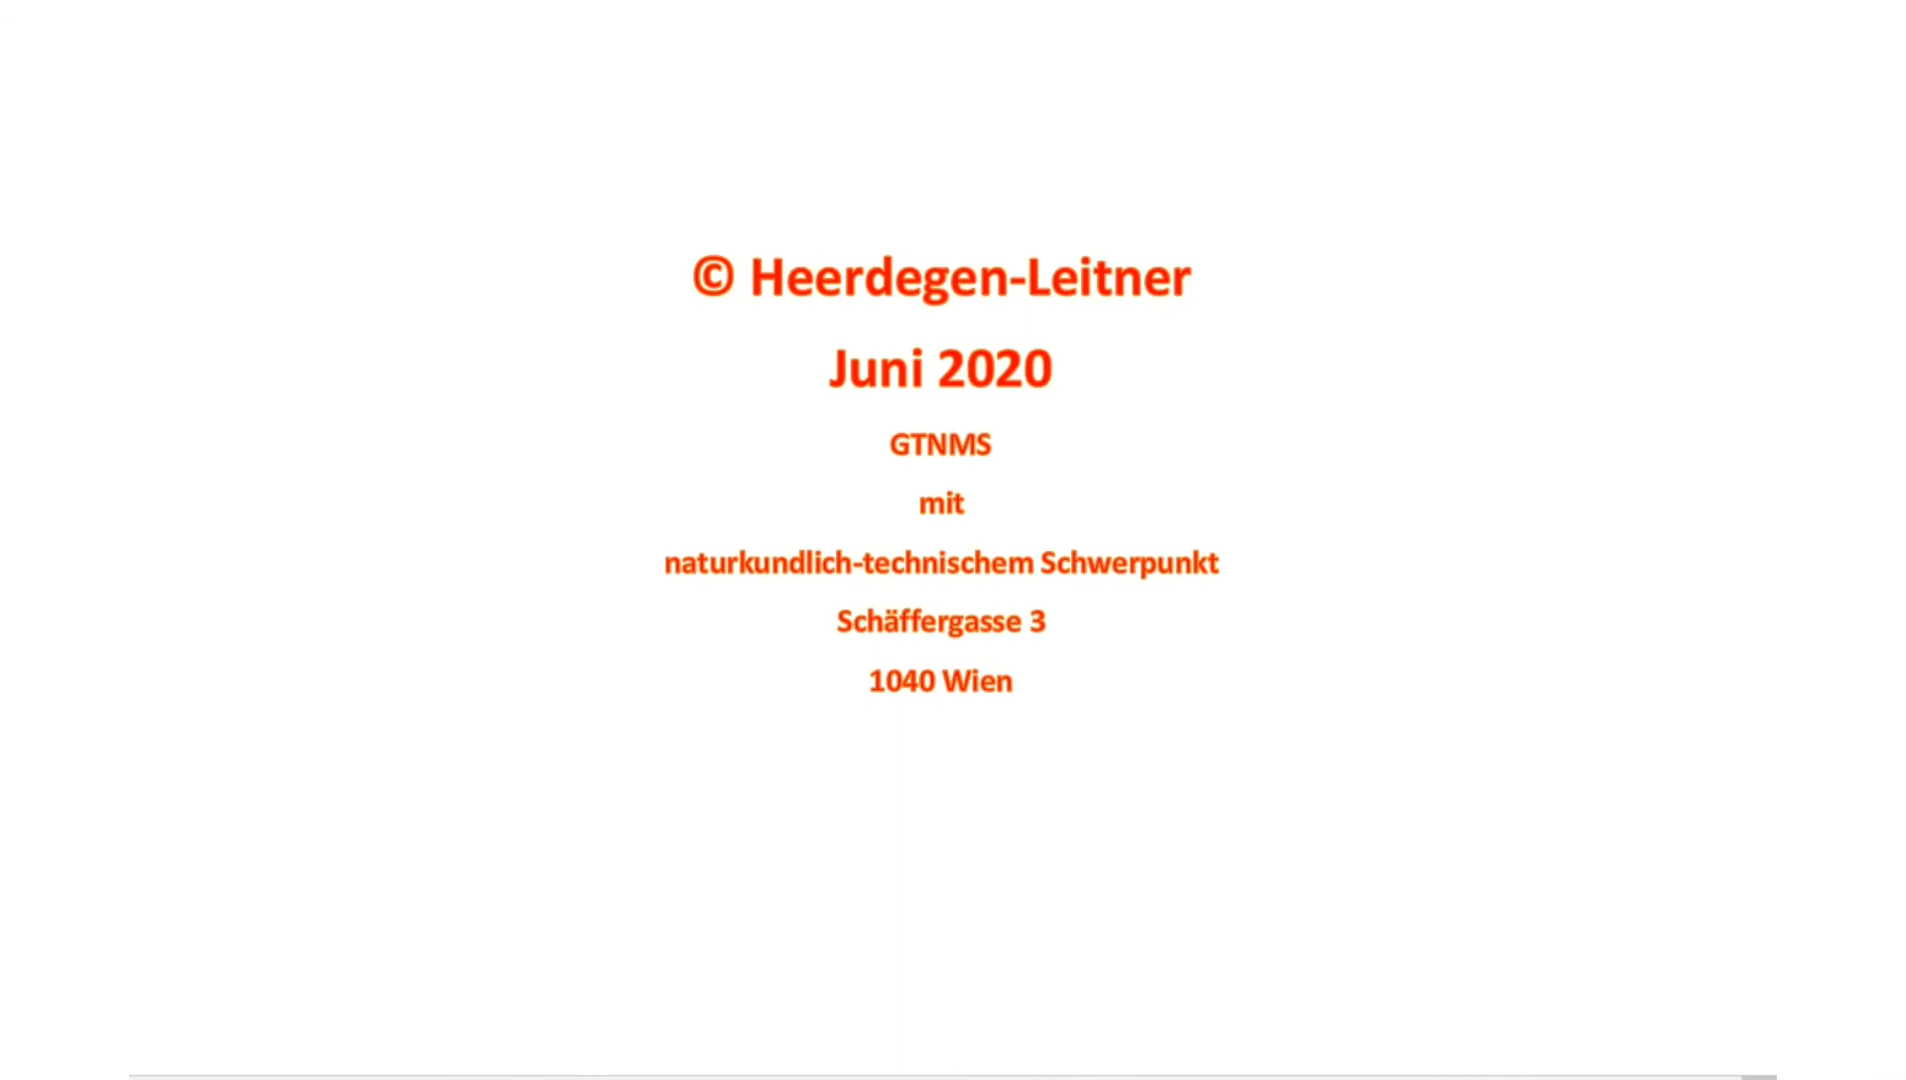 © Heerdegen-Leitner
Juni 2020
GTNMS
mit
naturkundlich-technischem Schwerpunkt
Schäffergasse 3
1040 Wien